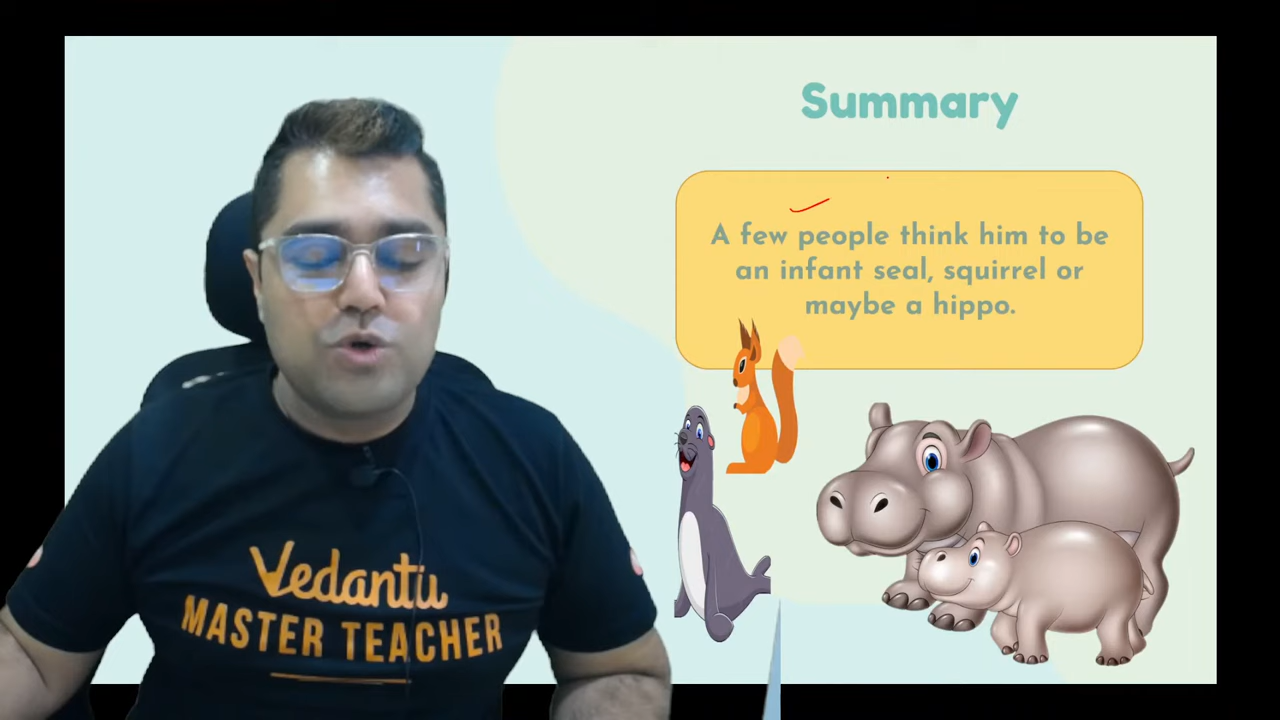 Summary
A few people think him to be
an infant seal, squirrel or
maybe a hippo.
Vedantu
MASTER TEACHER